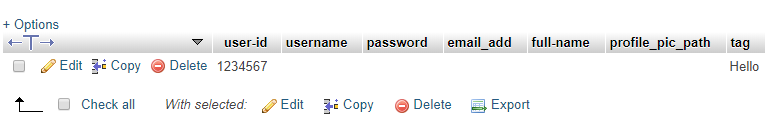 + Options
user-id username password email_add full-name profile_pic_path tag
Edit Copy Delete 1234567 Hello
Check all With selected: Edit Copy Delete Export